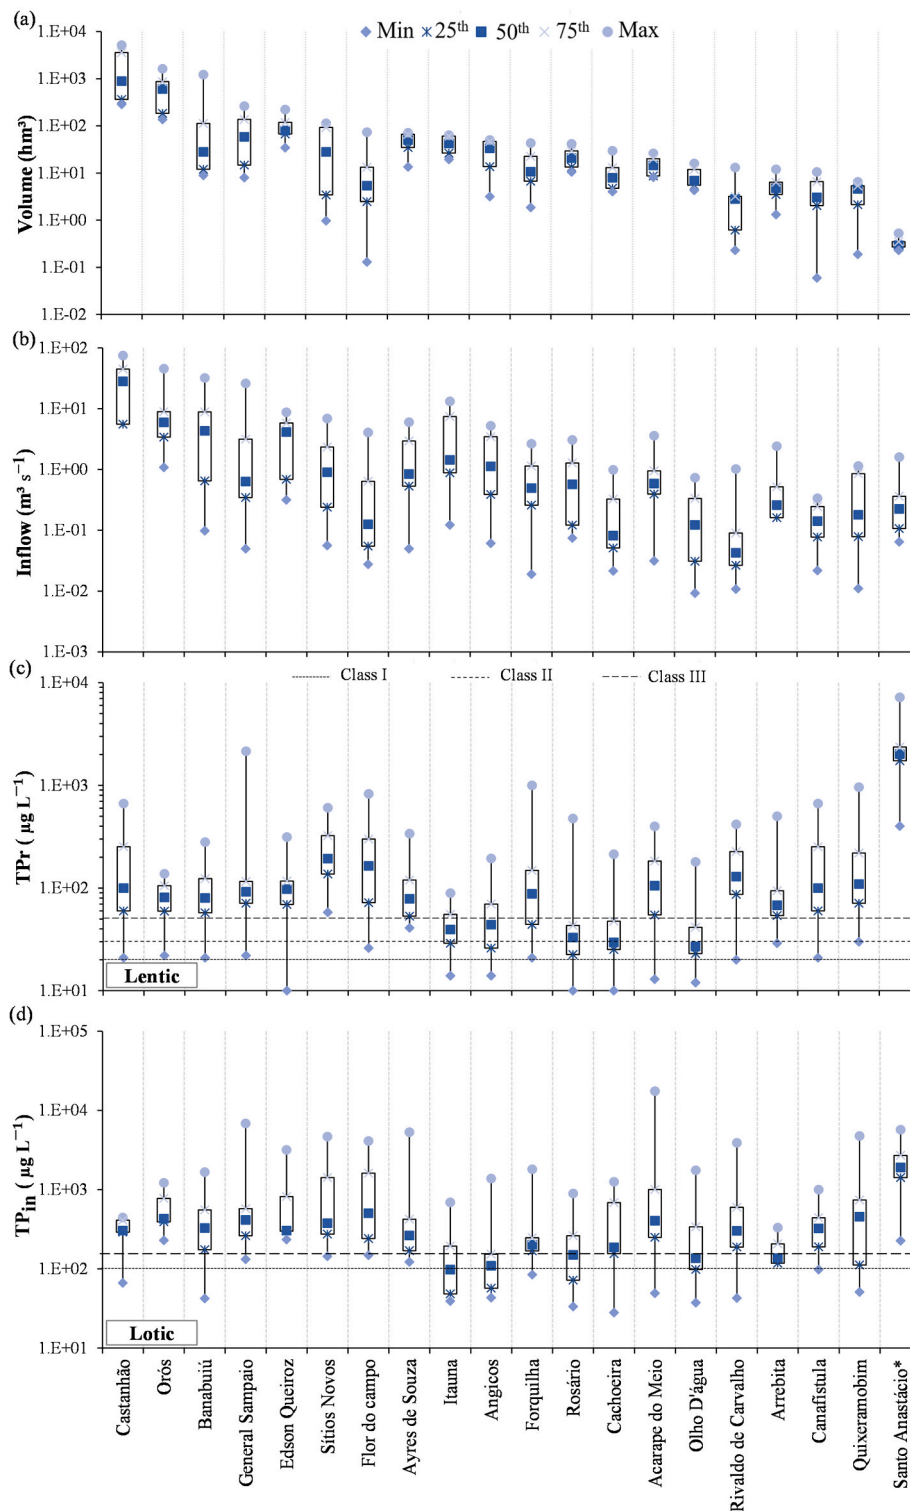 (a)
Min 25th 50th 75th Max
1.E+04
1.E+03
1.E+02
1.E+01
1.E+00
1.E-01
1.E-02
Volume (hm³)
(b)
1.E+02
1.E+01
1.E+00
1.E-01
1.E-02
1.E-03
Inflow (m³ s⁻¹)
(c)
Class I Class II Class III
1.E+04
1.E+03
1.E+02
1.E+01
TPr ( µg L⁻¹)
Lentic
(d)
1.E+05
1.E+04
1.E+03
1.E+02
1.E+01
TPin ( µg L⁻¹)
Lotic
Castanhão
Orós
Banabuiú
General Sampaio
Edson Queiroz
Sítios Novos
Flor do campo
Ayres de Souza
Itauna
Angicos
Forquilha
Rosário
Cachoeira
Acarape do Meio
Olho D'água
Rivaldo de Carvalho
Arrebita
Canafístula
Quixeramobim
Santo Anastácio*